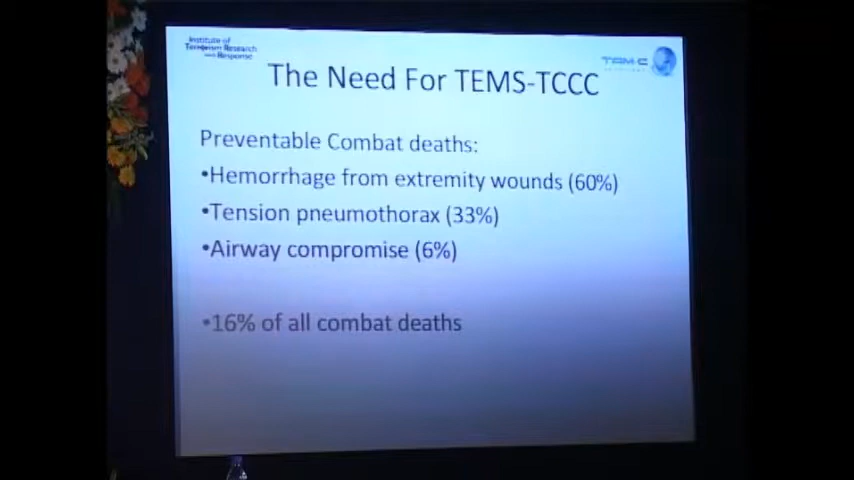 Institute of
Terrorism Research
and Response
TAM-C
The Need For TEMS-TCCC
Preventable Combat deaths:
•Hemorrhage from extremity wounds (60%)
•Tension pneumothorax (33%)
•Airway compromise (6%)
•16% of all combat deaths